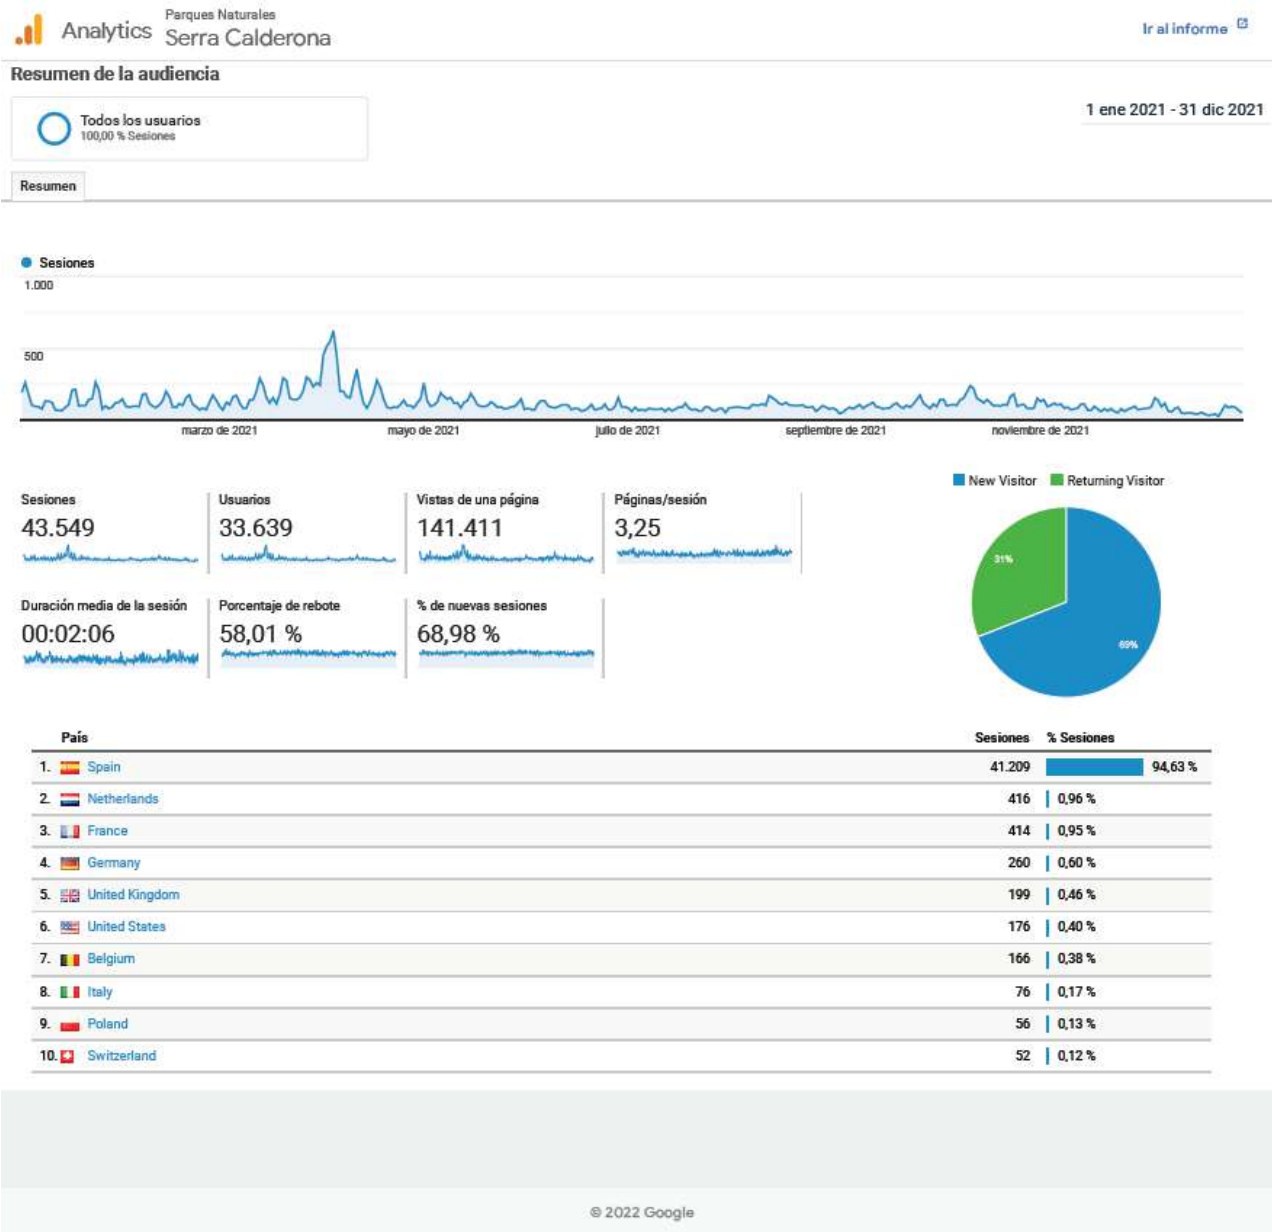 Analytics
Parques Naturales
Serra Calderona
Ir al informe
Resumen de la audiencia
Todos los usuarios
100,00 % Sesiones
1 ene 2021 - 31 dic 2021
Resumen
Sesiones
1.000
500
marzo de 2021 mayo de 2021 julio de 2021 septiembre de 2021 noviembre de 2021
New Visitor Returning Visitor
31%
69%
Sesiones Usuarios Vistas de una página Páginas/sesión
43.549 33.639 141.411 3,25
Duración media de la sesión Porcentaje de rebote % de nuevas sesiones
00:02:06 58,01 % 68,98 %
País Sesiones % Sesiones
1. Spain 41.209 94,63 %
2. Netherlands 416 0,96 %
3. France 414 0,95 %
4. Germany 260 0,60 %
5. United Kingdom 199 0,46 %
6. United States 176 0,40 %
7. Belgium 166 0,38 %
8. Italy 76 0,17 %
9. Poland 56 0,13 %
10. Switzerland 52 0,12 %
© 2022 Google